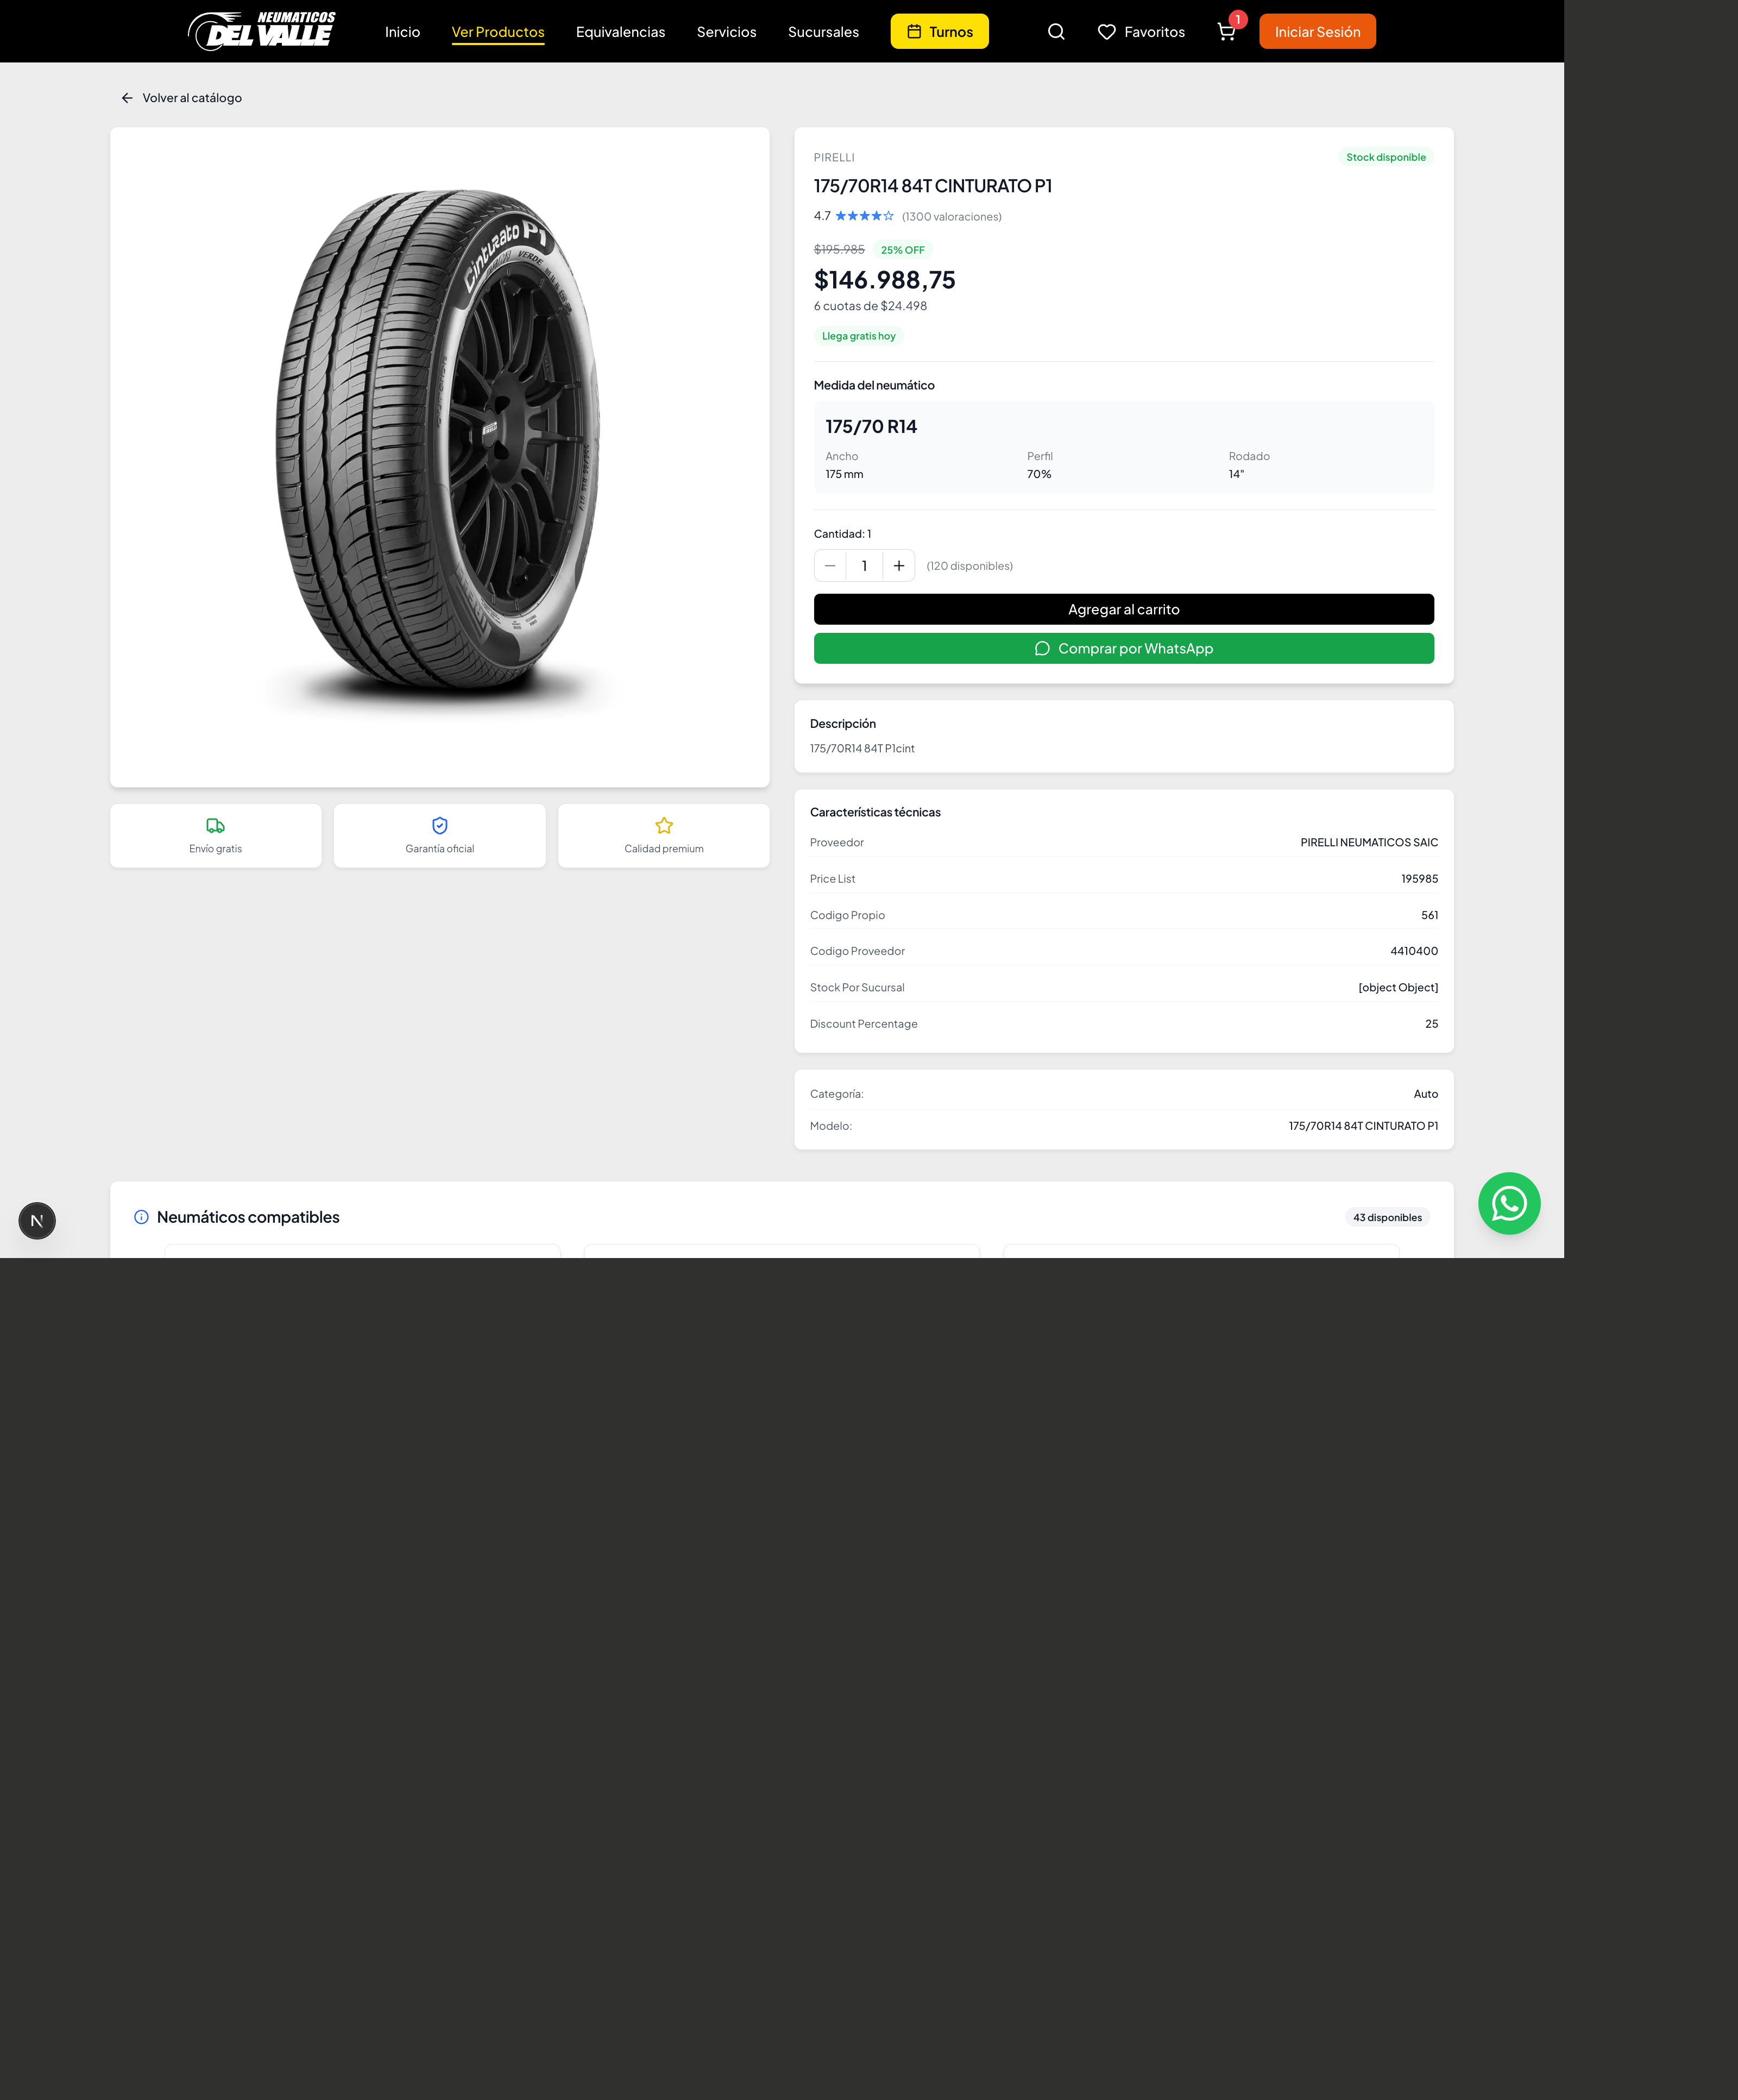 NEUMATICOS
DEL VALLE
Inicio
Ver Productos
Equivalencias
Servicios
Sucursales
Turnos
Favoritos
1
Iniciar Sesión
Volver al catálogo
Cinturato P1
VERDE
PIRELLI
Stock disponible
175/70R14 84T CINTURATO P1
4.7 (1300 valoraciones)
$195.985 25% OFF
$146.988,75
6 cuotas de $24.498
Llega gratis hoy
Medida del neumático
175/70 R14
Ancho Perfil Rodado
175 mm 70% 14"
Cantidad: 1
1 (120 disponibles)
Agregar al carrito
Comprar por WhatsApp
Envío gratis
Garantía oficial
Calidad premium
Descripción
175/70R14 84T P1cint
Características técnicas
Proveedor PIRELLI NEUMATICOS SAIC
Price List 195985
Codigo Propio 561
Codigo Proveedor 4410400
Stock Por Sucursal [object Object]
Discount Percentage 25
Categoría: Auto
Modelo: 175/70R14 84T CINTURATO P1
Neumáticos compatibles 43 disponibles
N